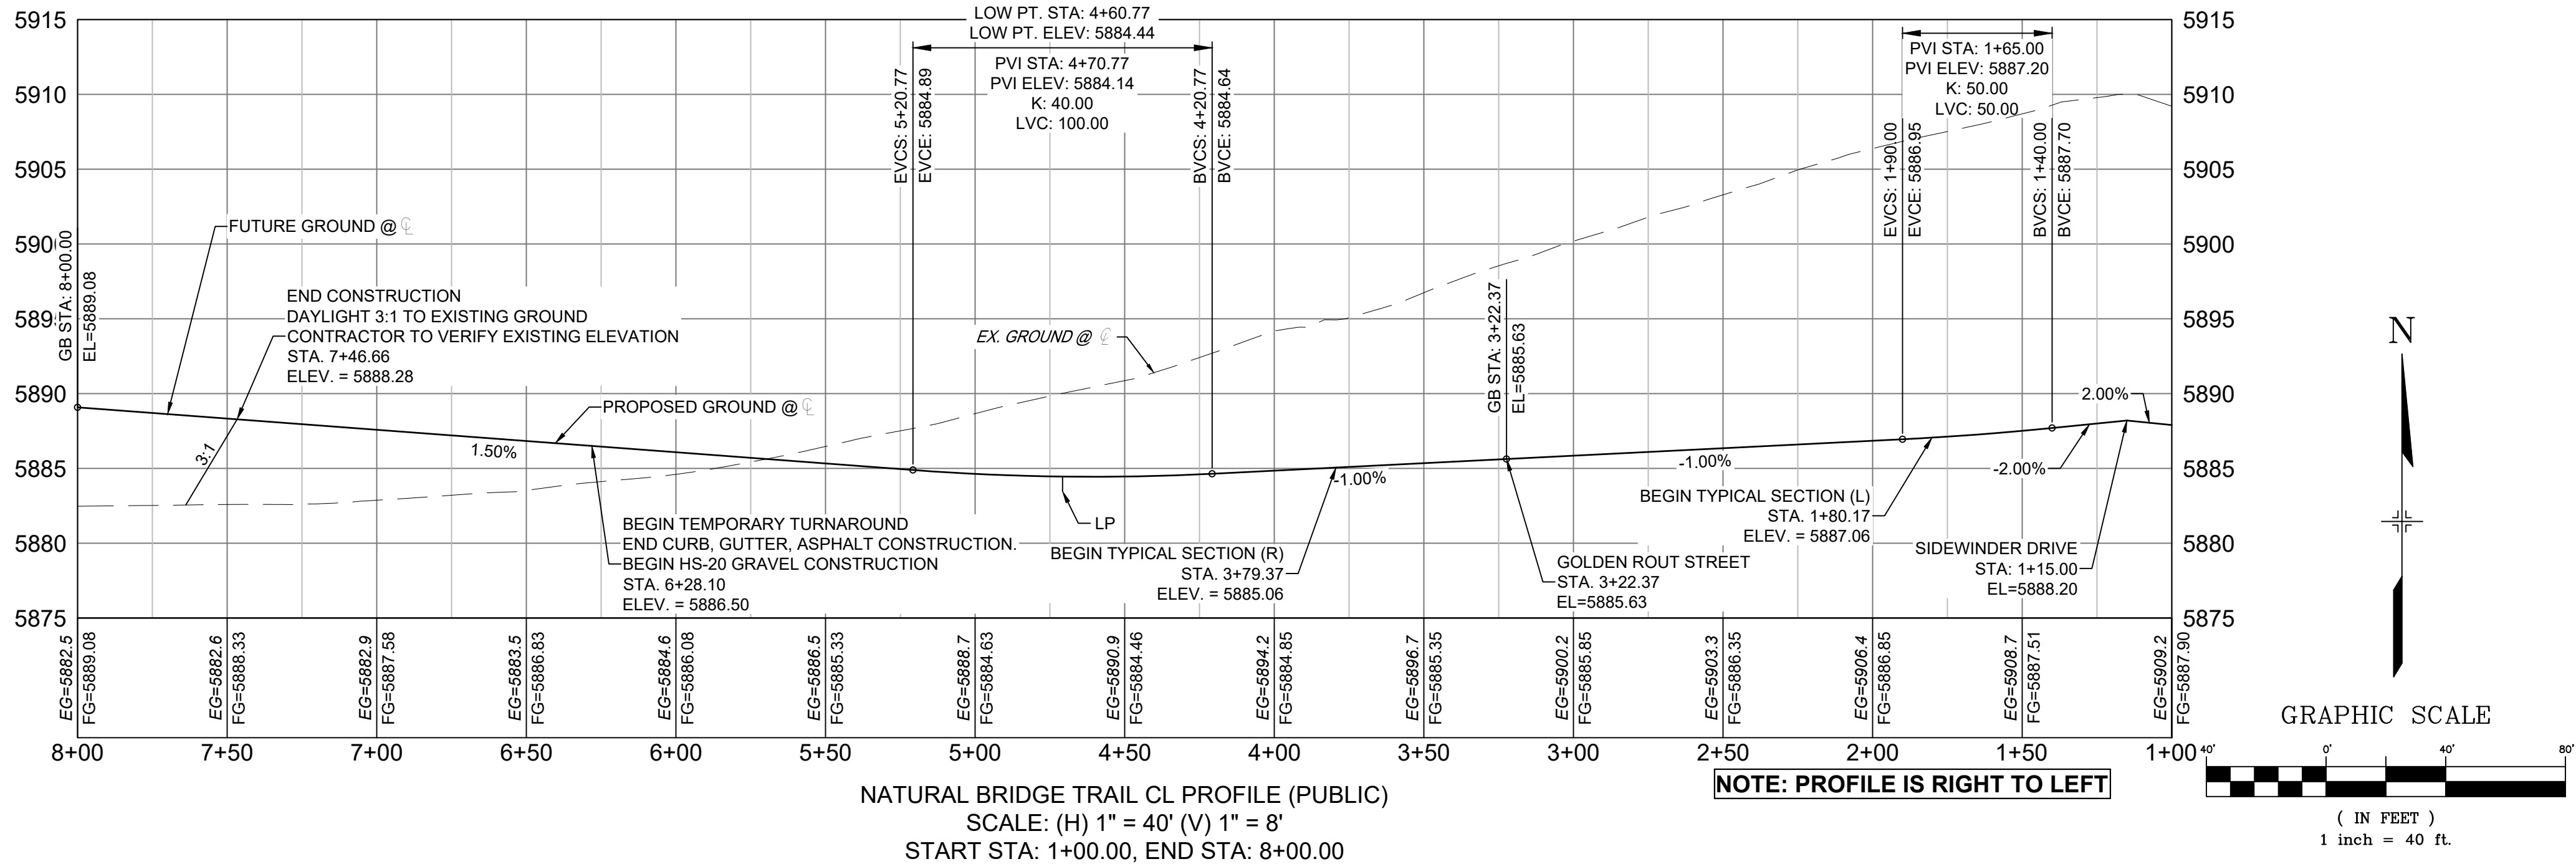 LOW PT. STA: 4+60.77
LOW PT. ELEV: 5884.44
PVI STA: 4+70.77
PVI ELEV: 5884.14
K: 40.00
LVC: 100.00
EVCS: 5+20.77
EVCE: 5884.89
BVCS: 4+20.77
BVCE: 5884.64
PVI STA: 1+65.00
PVI ELEV: 5887.20
K: 50.00
LVC: 50.00
EVCS: 1+90.00
EVCE: 5886.95
BVCS: 1+40.00
BVCE: 5887.70
5915
5910
5905
5900
5895
5890
5885
5880
5875
5915
5910
5905
5900
5895
5890
5885
5880
5875
GB STA: 8+00.00
EL=5889.08
FUTURE GROUND @ ℄
END CONSTRUCTION
DAYLIGHT 3:1 TO EXISTING GROUND
CONTRACTOR TO VERIFY EXISTING ELEVATION
STA. 7+46.66
ELEV. = 5888.28
3:1
1.50%
PROPOSED GROUND @ ℄
BEGIN TEMPORARY TURNAROUND
END CURB, GUTTER, ASPHALT CONSTRUCTION.
BEGIN HS-20 GRAVEL CONSTRUCTION
STA. 6+28.10
ELEV. = 5886.50
EX. GROUND @ ℄
LP
-1.00%
BEGIN TYPICAL SECTION (R)
STA. 3+79.37
ELEV. = 5885.06
GB STA: 3+22.37
EL=5885.63
GOLDEN ROUT STREET
STA. 3+22.37
EL=5885.63
-1.00%
BEGIN TYPICAL SECTION (L)
STA. 1+80.17
ELEV. = 5887.06
-2.00%
2.00%
SIDEWINDER DRIVE
STA: 1+15.00
EL=5888.20
EG=5882.5
FG=5889.08
EG=5882.6
FG=5888.33
EG=5882.9
FG=5887.58
EG=5883.5
FG=5886.83
EG=5884.6
FG=5886.08
EG=5886.5
FG=5885.33
EG=5888.7
FG=5884.63
EG=5890.9
FG=5884.46
EG=5894.2
FG=5884.85
EG=5896.7
FG=5885.35
EG=5900.2
FG=5885.85
EG=5903.3
FG=5886.35
EG=5906.4
FG=5886.85
EG=5908.7
FG=5887.51
EG=5909.2
FG=5887.90
8+00 7+50 7+00 6+50 6+00 5+50 5+00 4+50 4+00 3+50 3+00 2+50 2+00 1+50 1+00
NOTE: PROFILE IS RIGHT TO LEFT
NATURAL BRIDGE TRAIL CL PROFILE (PUBLIC)
SCALE: (H) 1" = 40' (V) 1" = 8'
START STA: 1+00.00, END STA: 8+00.00
N
GRAPHIC SCALE
40' 0' 40' 80'
( IN FEET )
1 inch = 40 ft.